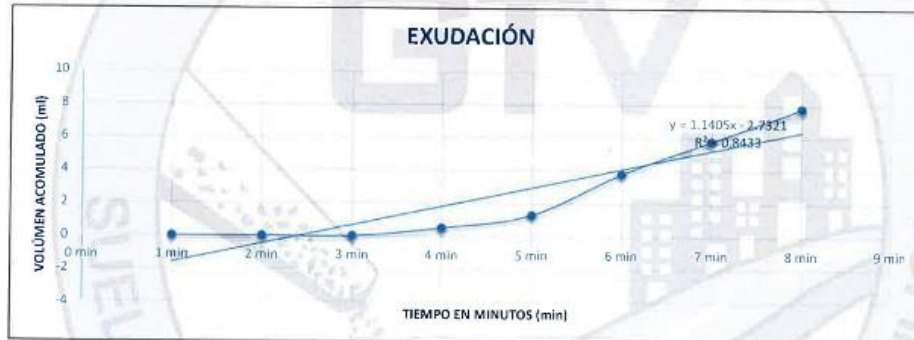 GTV
EXUDACIÓN
VOLÚMEN ACOMULADO (ml)
10
8
6
4
2
0
-2
-4
y = 1.1405x - 2.7321
R² = 0.8433
0 min
1 min
2 min
3 min
4 min
5 min
6 min
7 min
8 min
9 min
TIEMPO EN MINUTOS (min)
SUEL